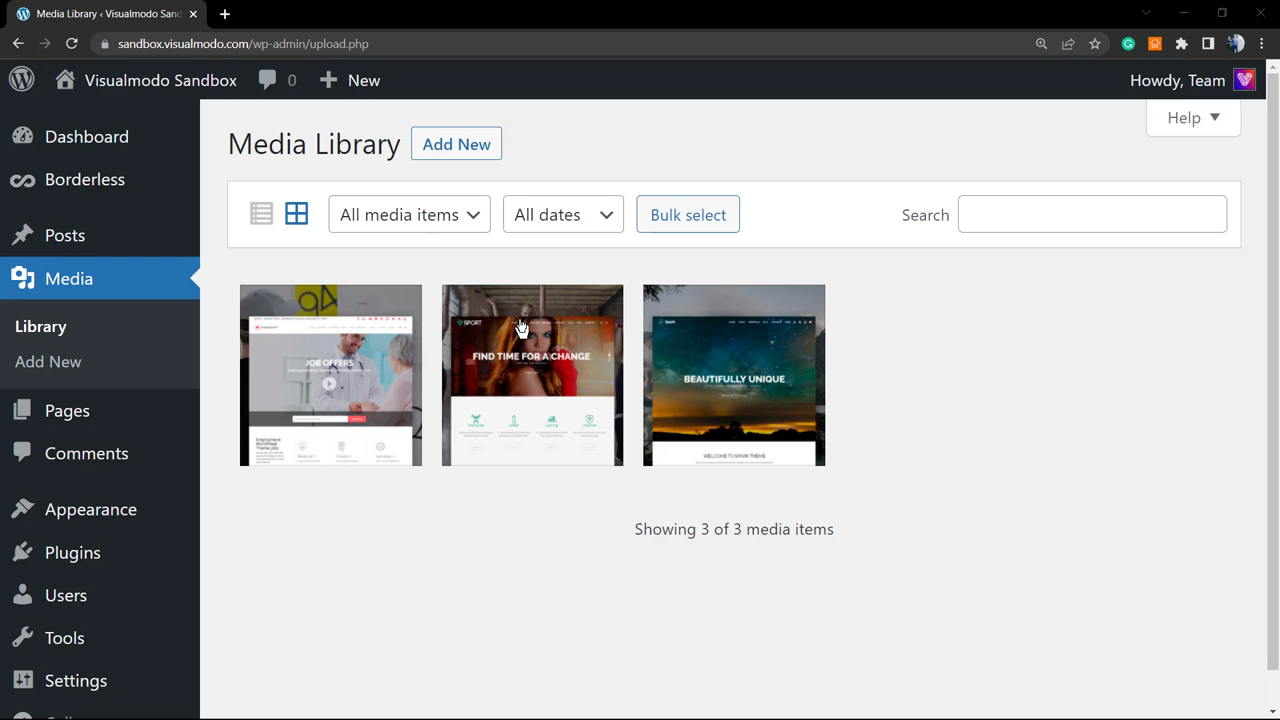 Media Library ‹ Visualmodo Sand
sandbox.visualmodo.com/wp-admin/upload.php
Visualmodo Sandbox
0
New
Howdy, Team
Help
Dashboard
Borderless
Posts
Media
Library
Add New
Pages
Comments
Appearance
Plugins
Users
Tools
Settings
Media Library
Add New
All media items
All dates
Bulk select
Search
JOB OFFERS
SPORT
FIND TIME FOR A CHANGE
BEAUTIFULLY UNIQUE
WELCOME TO SPARK THEME
Showing 3 of 3 media items